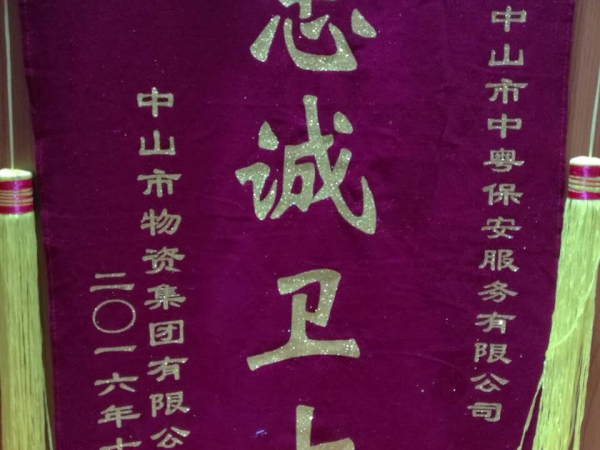 中山市中粤保安服务有限公司
忠诚卫
中山市物资集团有限公
二〇一六年